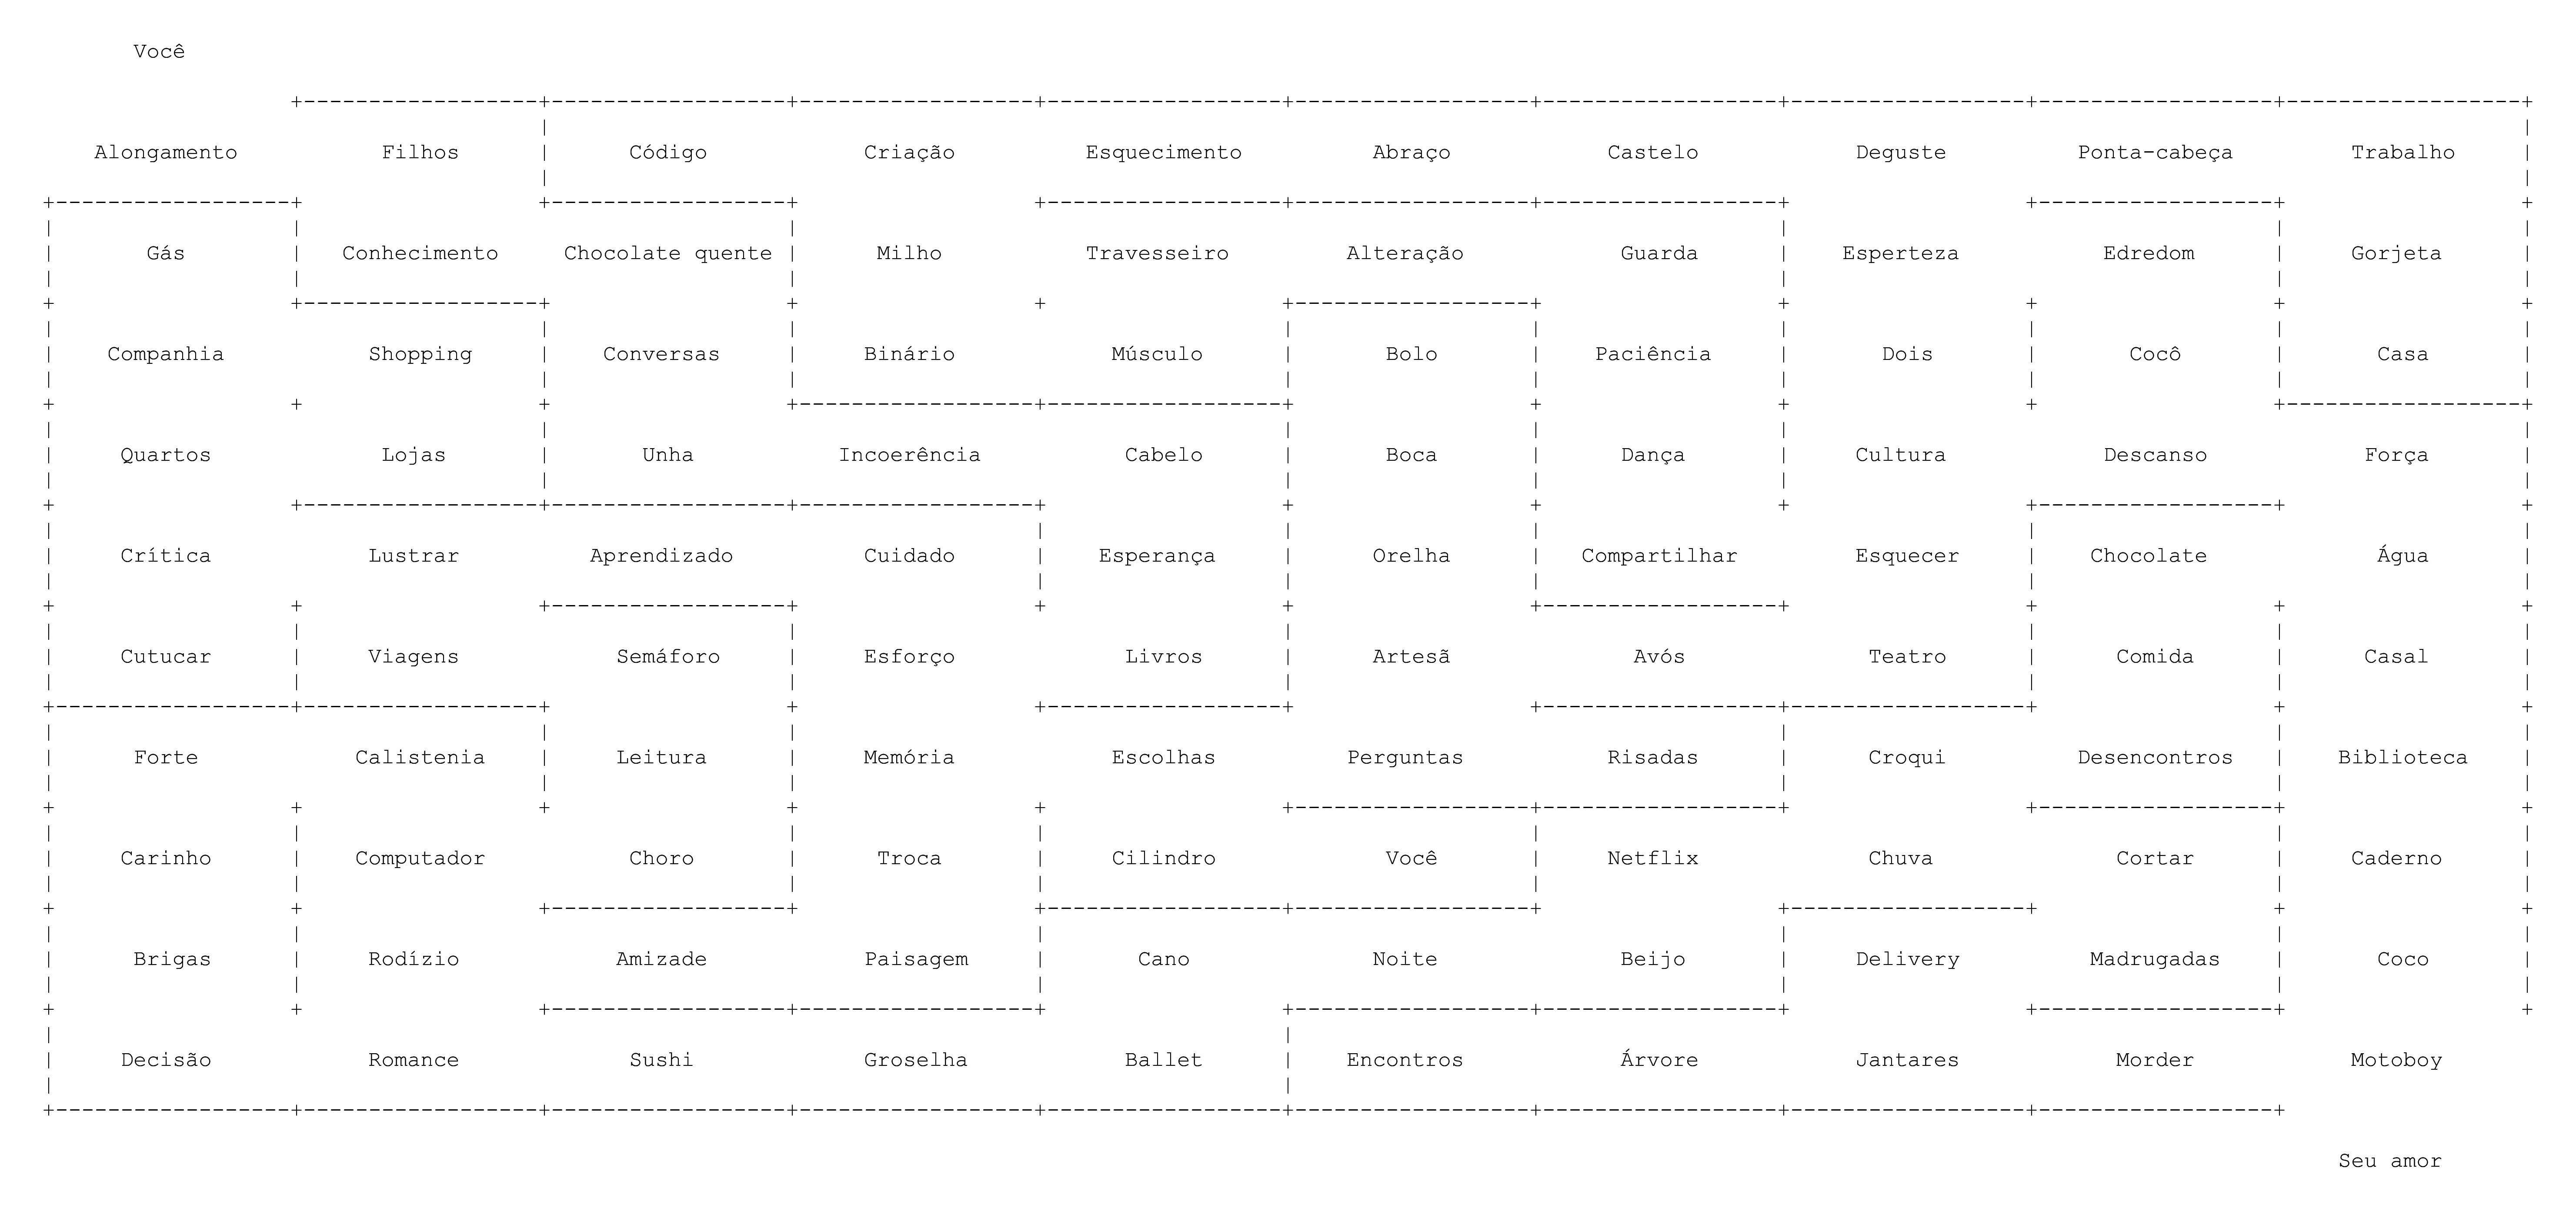 Você
Alongamento Filhos Código Criação Esquecimento Abraço Castelo Deguste Ponta-cabeça Trabalho
Gás Conhecimento Chocolate quente Milho Travesseiro Alteração Guarda Esperteza Edredom Gorjeta
Companhia Shopping Conversas Binário Músculo Bolo Paciência Dois Cocô Casa
Quartos Lojas Unha Incoerência Cabelo Boca Dança Cultura Descanso Força
Crítica Lustrar Aprendizado Cuidado Esperança Orelha Compartilhar Esquecer Chocolate Água
Cutucar Viagens Semáforo Esforço Livros Artesã Avós Teatro Comida Casal
Forte Calistenia Leitura Memória Escolhas Perguntas Risadas Croqui Desencontros Biblioteca
Carinho Computador Choro Troca Cilindro Você Netflix Chuva Cortar Caderno
Brigas Rodízio Amizade Paisagem Cano Noite Beijo Delivery Madrugadas Coco
Decisão Romance Sushi Groselha Ballet Encontros Árvore Jantares Morder Motoboy
Seu amor